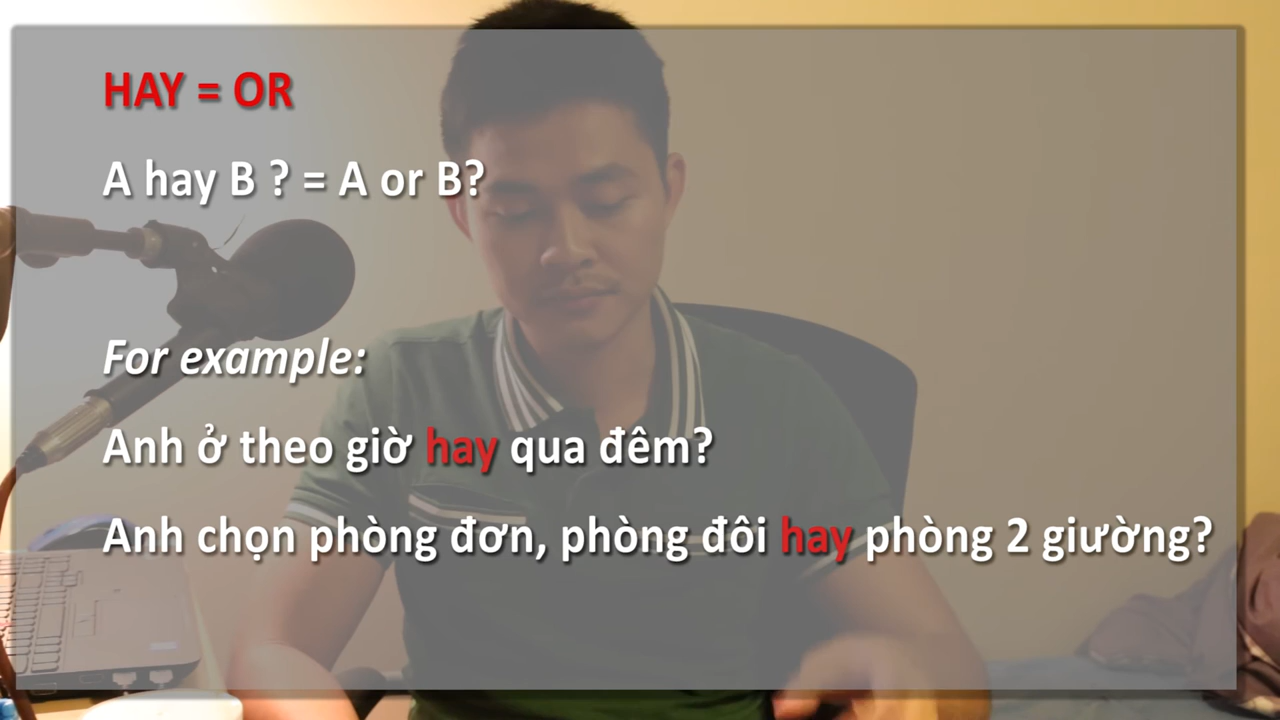 HAY = OR
A hay B ? = A or B?
For example:
Anh ở theo giờ hay qua đêm?
Anh chọn phòng đơn, phòng đôi hay phòng 2 giường?